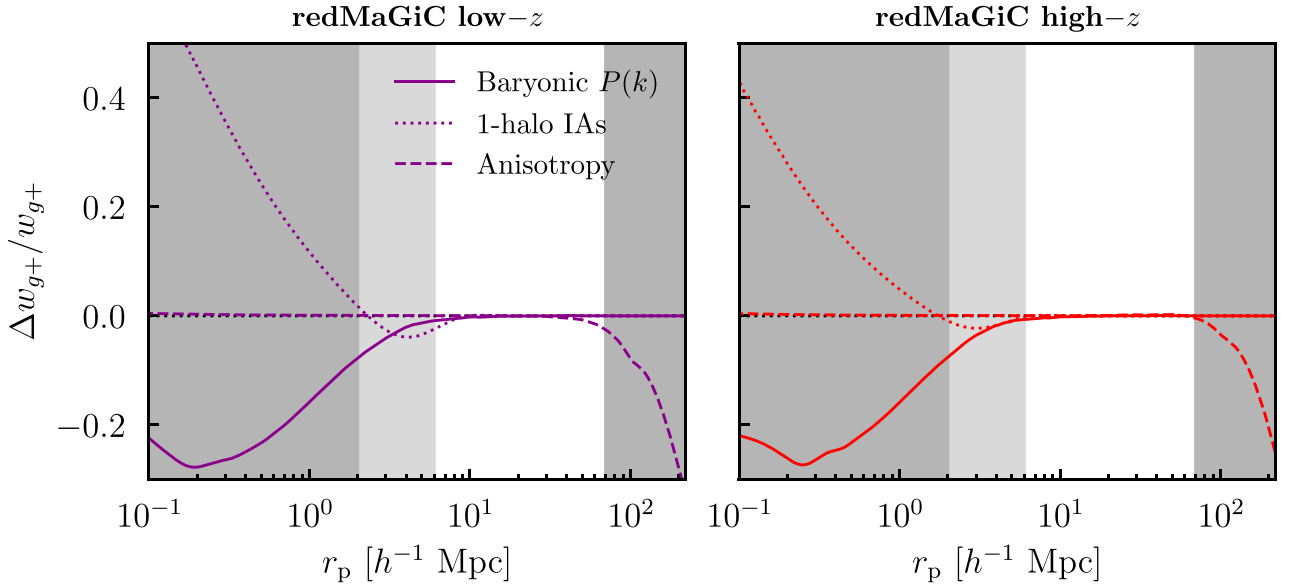 redMaGiC low−z
redMaGiC high−z
Δw_{g+}/w_{g+}
0.4
0.2
0.0
−0.2
Baryonic P(k)
1-halo IAs
Anisotropy
10^{−1}
10^{0}
10^{1}
10^{2}
10^{−1}
10^{0}
10^{1}
10^{2}
r_p [h^{−1} Mpc]
r_p [h^{−1} Mpc]